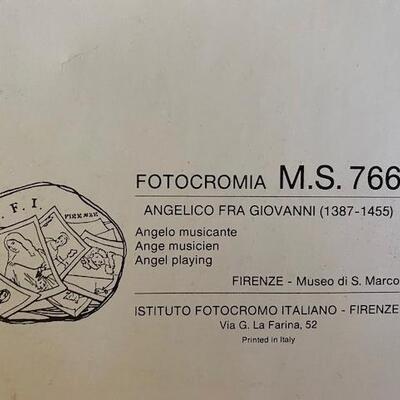 . F. I.
FIRENZE
FOTOCROMIA M.S. 766
ANGELICO FRA GIOVANNI (1387-1455)
Angelo musicante
Ange musicien
Angel playing
FIRENZE - Museo di S. Marco
ISTITUTO FOTOCROMO ITALIANO - FIRENZE
Via G. La Farina, 52
Printed in Italy